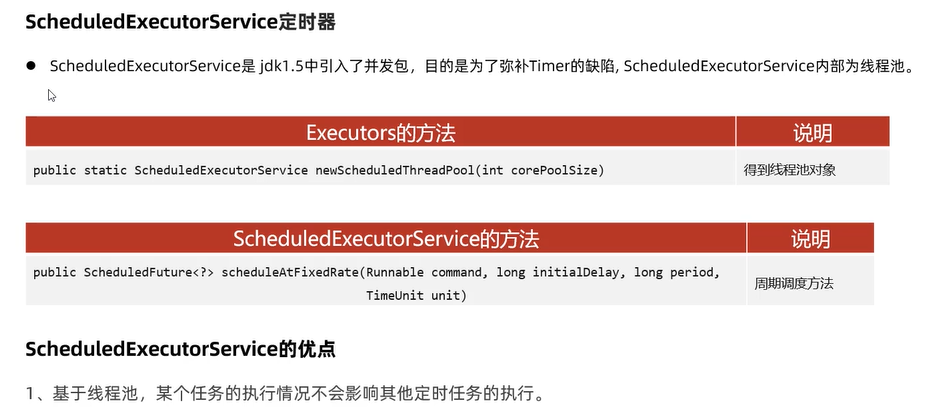 ScheduledExecutorService定时器
● ScheduledExecutorService是 jdk1.5中引入了并发包，目的是为了弥补Timer的缺陷, ScheduledExecutorService内部为线程池。
Executors的方法 说明
public static ScheduledExecutorService newScheduledThreadPool(int corePoolSize) 得到线程池对象
ScheduledExecutorService的方法 说明
public ScheduledFuture<?> scheduleAtFixedRate(Runnable command, long initialDelay, long period,
TimeUnit unit) 周期调度方法
ScheduledExecutorService的优点
1、基于线程池，某个任务的执行情况不会影响其他定时任务的执行。